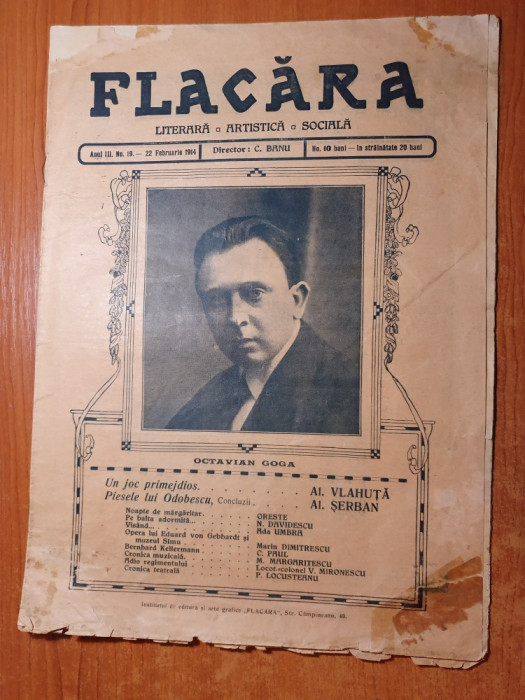 FLACĂRA
LITERARĂ ▫ ARTISTICĂ ▫ SOCIALĂ
Anul III. No. 19. — 22 Februarie 1914 Director: C. BANU No. 10 bani — în străinătate 20 bani
OCTAVIAN GOGA
Un joc primejdios. . . . . . . . . Al. VLAHUȚĂ
Piesele lui Odobescu, Concluzii . . . . . Al. ȘERBAN
Noapte de mărgăritar . . . . . ORESTE
Pe balta adormită . . . . . N. DAVIDESCU
Visând . . . . . Ada UMBRA
Opera lui Eduard von Gebhardt și
muzeul Simu . . . . . Marin DIMITRESCU
Bernhard Kellermann . . . . . C. PAUL
Cronica muzicală . . . . . M. MARGARITESCU
Adio regimentului . . . . . Locot.-colonel V. MIRONESCU
Cronica teatrală . . . . . P. LOCUSTEANU
Institutul de editură și arte grafice „FLACĂRA”, Str. Câmpineanu, 40.